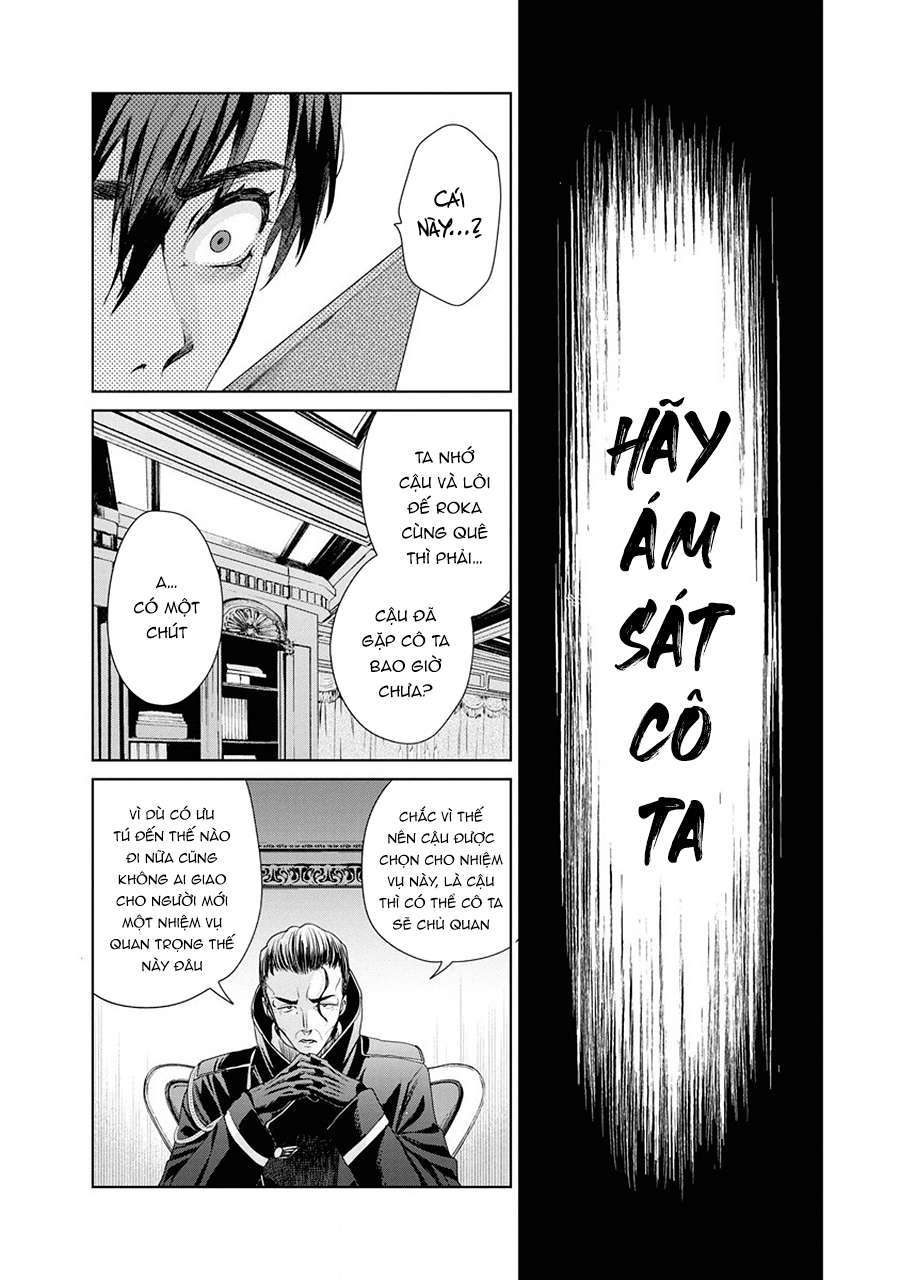 HÃY
ÁM
SÁT
CÔ
TA
CÁI
NÀY...?
TA NHỚ
CẬU VÀ LÔI
ĐẾ ROKA
CÙNG QUÊ
THÌ PHẢI...
CẬU ĐÃ
GẶP CÔ TA
BAO GIỜ
CHƯA?
A...
CÓ MỘT
CHÚT
CHẮC VÌ THẾ
NÊN CẬU ĐƯỢC
CHỌN CHO NHIỆM
VỤ NÀY, LÀ CẬU
THÌ CÓ THỂ CÔ TA
SẼ CHỦ QUAN
VÌ DÙ CÓ ƯU
TÚ ĐẾN THẾ NÀO
ĐI NỮA CŨNG
KHÔNG AI GIAO
CHO NGƯỜI MỚI
MỘT NHIỆM VỤ
QUAN TRỌNG THẾ
NÀY ĐÂU